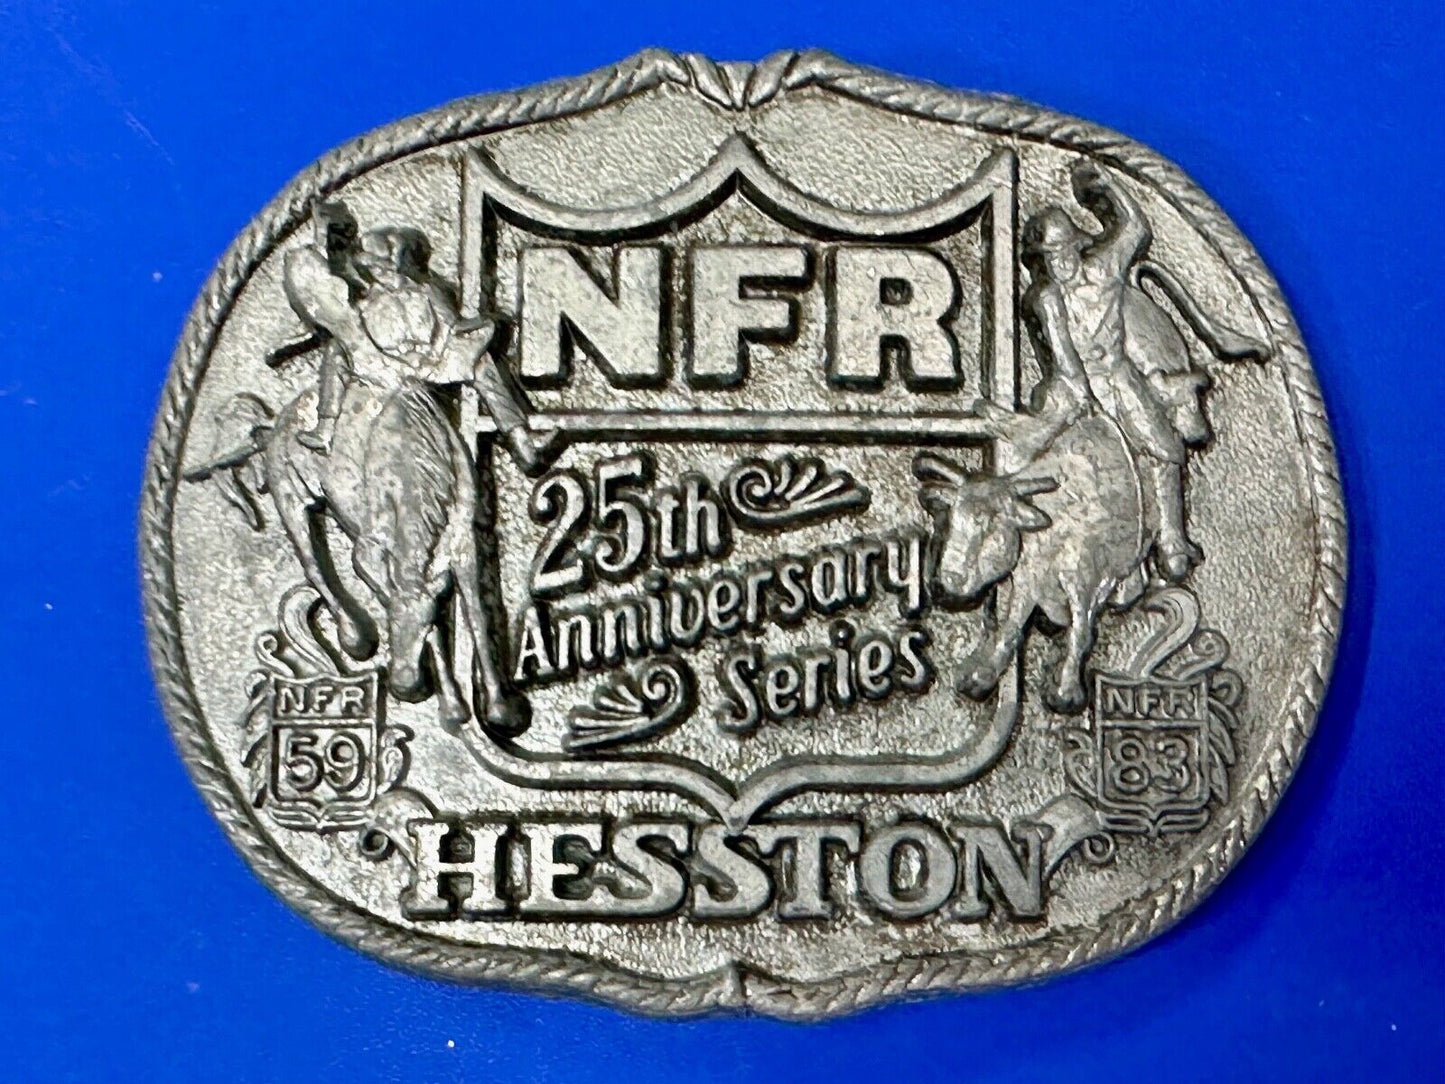 NFR
25th
Anniversary
Series
NFR
59
NFR
83
HESSTON